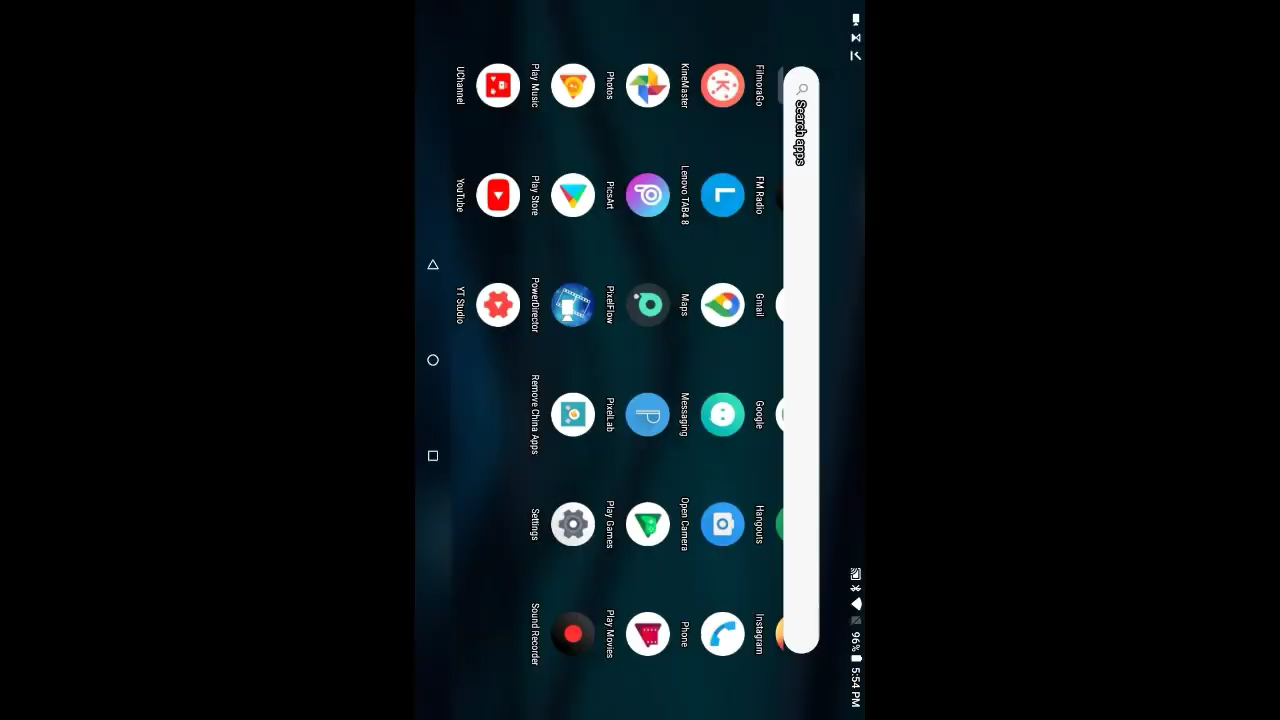 96% 5:54 PM
Search apps
FilmoraGo FM Radio Gmail Google Hangouts Instagram
KineMaster Lenovo TAB4 8 Maps Messaging Open Camera Phone
Photos PicsArt PixelFlow PixelLab Play Games Play Movies
Play Music Play Store PowerDirector Remove China Apps Settings Sound Recorder
UChannel YouTube YT Studio